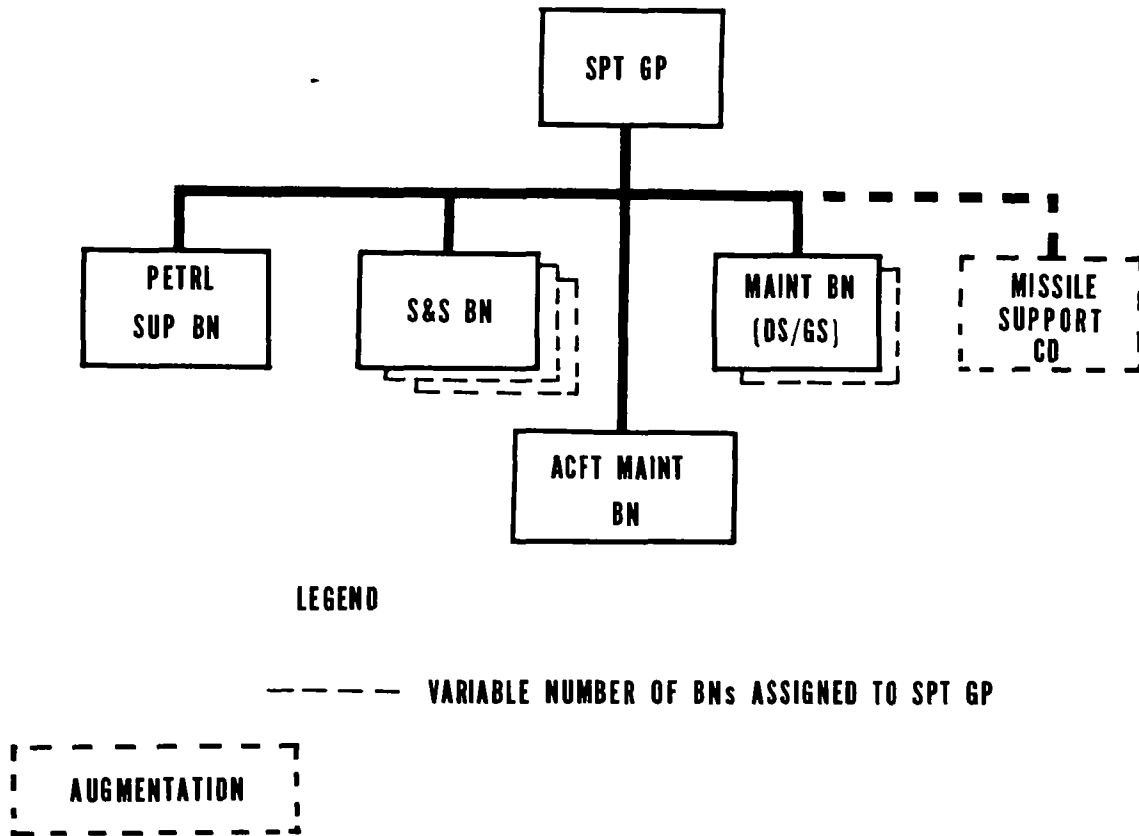 SPT GP
PETRL
SUP BN
S&S BN
MAINT BN
(DS/GS)
MISSILE
SUPPORT
CO
ACFT MAINT
BN
LEGEND
VARIABLE NUMBER OF BNs ASSIGNED TO SPT GP
AUGMENTATION